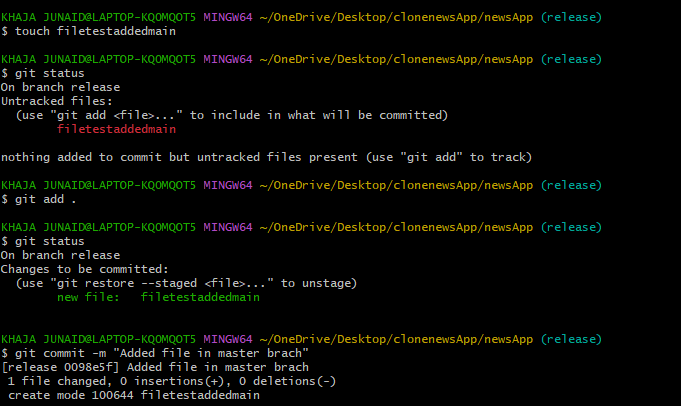 KHAJA JUNAID@LAPTOP-KQOMQOT5 MINGW64 ~/OneDrive/Desktop/clonenewsApp/newsApp (release)
$ touch filetestaddedmain
KHAJA JUNAID@LAPTOP-KQOMQOT5 MINGW64 ~/OneDrive/Desktop/clonenewsApp/newsApp (release)
$ git status
On branch release
Untracked files:
(use "git add <file>..." to include in what will be committed)
filetestaddedmain
nothing added to commit but untracked files present (use "git add" to track)
KHAJA JUNAID@LAPTOP-KQOMQOT5 MINGW64 ~/OneDrive/Desktop/clonenewsApp/newsApp (release)
$ git add .
KHAJA JUNAID@LAPTOP-KQOMQOT5 MINGW64 ~/OneDrive/Desktop/clonenewsApp/newsApp (release)
$ git status
On branch release
Changes to be committed:
(use "git restore --staged <file>..." to unstage)
new file:   filetestaddedmain
KHAJA JUNAID@LAPTOP-KQOMQOT5 MINGW64 ~/OneDrive/Desktop/clonenewsApp/newsApp (release)
$ git commit -m "Added file in master brach"
[release 0098e5f] Added file in master brach
1 file changed, 0 insertions(+), 0 deletions(-)
create mode 100644 filetestaddedmain